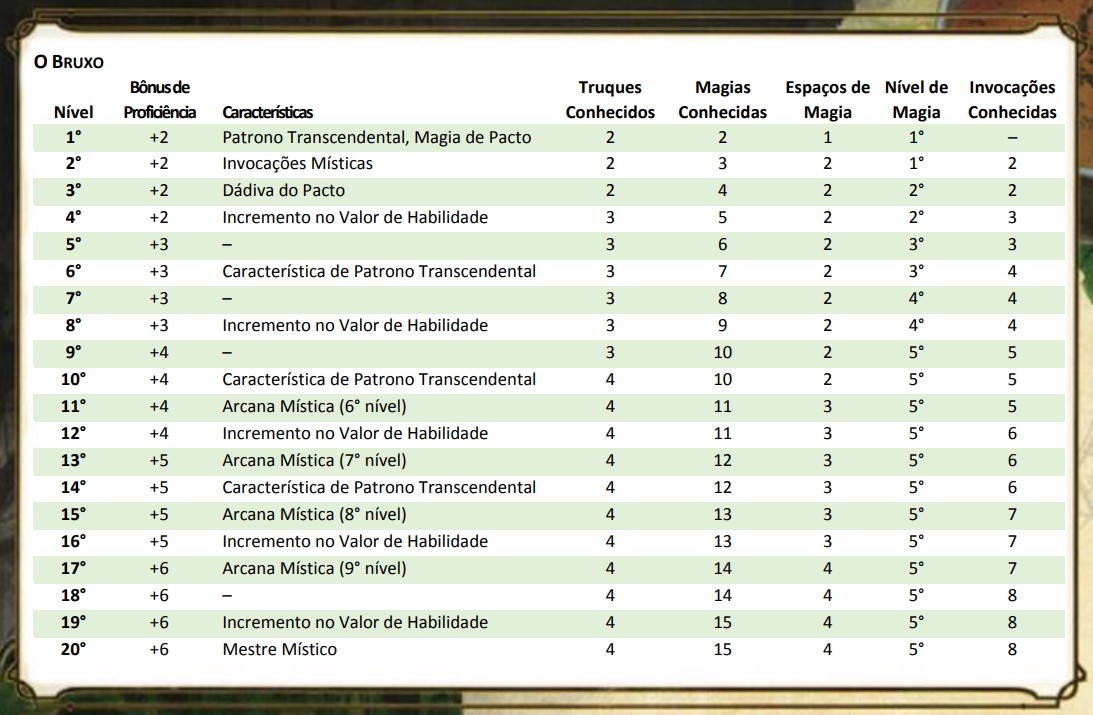 O BRUXO
Bônus de Truques Magias Espaços de Nível de Invocações
Nível Proficiência Características Conhecidos Conhecidas Magia Magia Conhecidas
1° +2 Patrono Transcendental, Magia de Pacto 2 2 1 1° –
2° +2 Invocações Místicas 2 3 2 1° 2
3° +2 Dádiva do Pacto 2 4 2 2° 2
4° +2 Incremento no Valor de Habilidade 3 5 2 2° 3
5° +3 – 3 6 2 3° 3
6° +3 Característica de Patrono Transcendental 3 7 2 3° 4
7° +3 – 3 8 2 4° 4
8° +3 Incremento no Valor de Habilidade 3 9 2 4° 4
9° +4 – 3 10 2 5° 5
10° +4 Característica de Patrono Transcendental 4 10 2 5° 5
11° +4 Arcana Mística (6° nível) 4 11 3 5° 5
12° +4 Incremento no Valor de Habilidade 4 11 3 5° 6
13° +5 Arcana Mística (7° nível) 4 12 3 5° 6
14° +5 Característica de Patrono Transcendental 4 12 3 5° 6
15° +5 Arcana Mística (8° nível) 4 13 3 5° 7
16° +5 Incremento no Valor de Habilidade 4 13 3 5° 7
17° +6 Arcana Mística (9° nível) 4 14 4 5° 7
18° +6 – 4 14 4 5° 8
19° +6 Incremento no Valor de Habilidade 4 15 4 5° 8
20° +6 Mestre Místico 4 15 4 5° 8